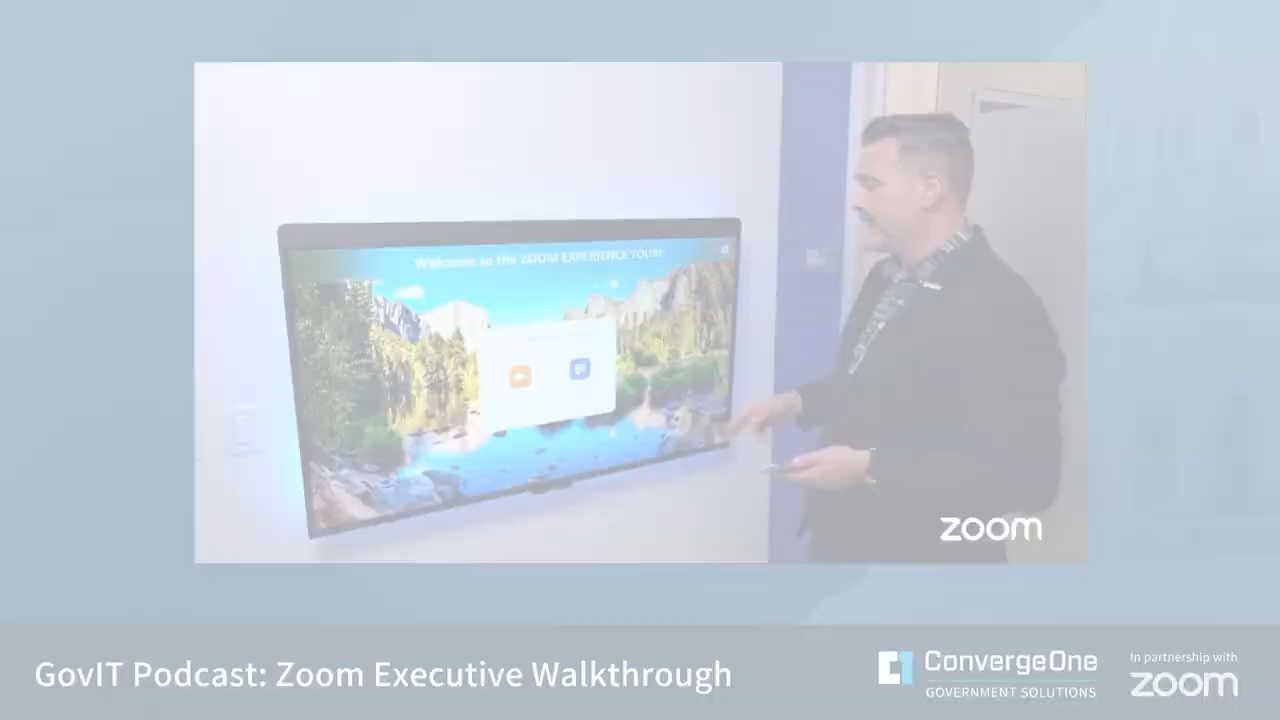 Welcome to the ZOOM EXPERIENCE TOUR!
zoom
GovIT Podcast: Zoom Executive Walkthrough
ConvergeOne
GOVERNMENT SOLUTIONS
In partnership with
zoom